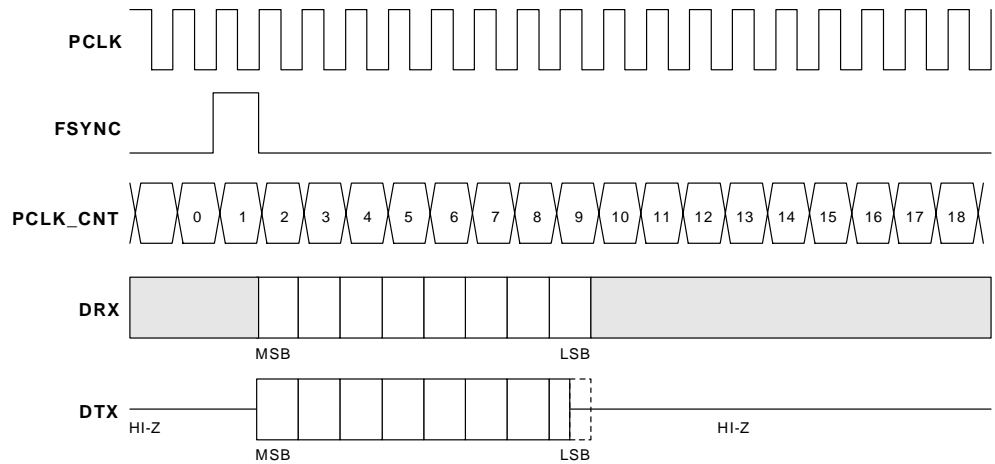 PCLK
FSYNC
PCLK_CNT 0 1 2 3 4 5 6 7 8 9 10 11 12 13 14 15 16 17 18
DRX
MSB LSB
DTX
HI-Z HI-Z
MSB LSB